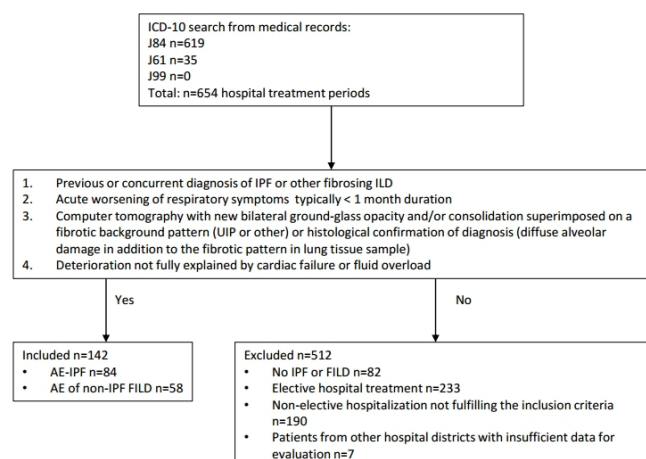 ICD-10 search from medical records:
J84 n=619
J61 n=35
J99 n=0
Total: n=654 hospital treatment periods
1. Previous or concurrent diagnosis of IPF or other fibrosing ILD
2. Acute worsening of respiratory symptoms typically < 1 month duration
3. Computer tomography with new bilateral ground-glass opacity and/or consolidation superimposed on a
fibrotic background pattern (UIP or other) or histological confirmation of diagnosis (diffuse alveolar
damage in addition to the fibrotic pattern in lung tissue sample)
4. Deterioration not fully explained by cardiac failure or fluid overload
Yes
No
Included n=142
• AE-IPF n=84
• AE of non-IPF FILD n=58
Excluded n=512
• No IPF or FILD n=82
• Elective hospital treatment n=233
• Non-elective hospitalization not fulfilling the inclusion criteria
n=190
• Patients from other hospital districts with insufficient data for
evaluation n=7